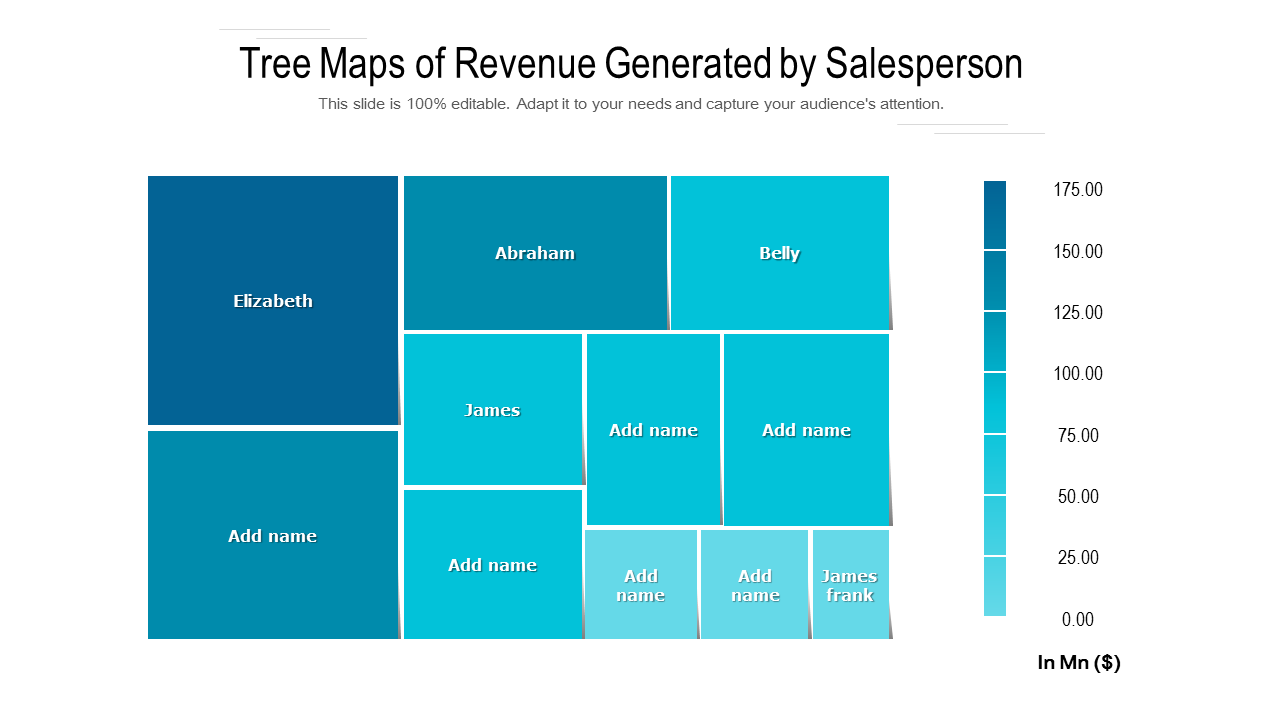 Tree Maps of Revenue Generated by Salesperson
This slide is 100% editable. Adapt it to your needs and capture your audience's attention.
Elizabeth
Abraham
Belly
James
Add name
Add name
Add name
Add name
Add
name
Add
name
James
frank
175.00
150.00
125.00
100.00
75.00
50.00
25.00
0.00
In Mn ($)